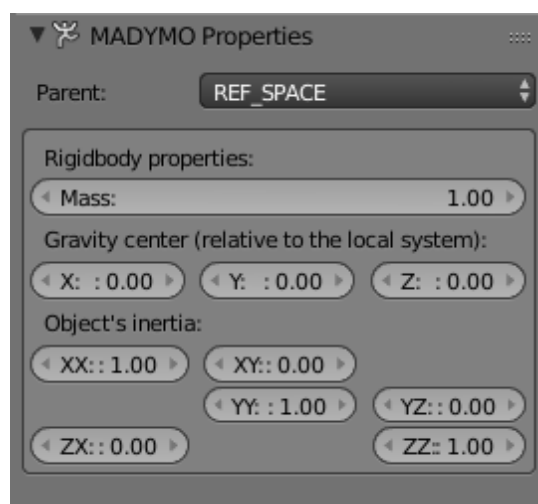 MADYMO Properties
Parent: REF_SPACE
Rigidbody properties:
Mass: 1.00
Gravity center (relative to the local system):
X: : 0.00 Y: : 0.00 Z: : 0.00
Object's inertia:
XX: : 1.00 XY: : 0.00
YY: : 1.00 YZ: : 0.00
ZX: : 0.00 ZZ: : 1.00